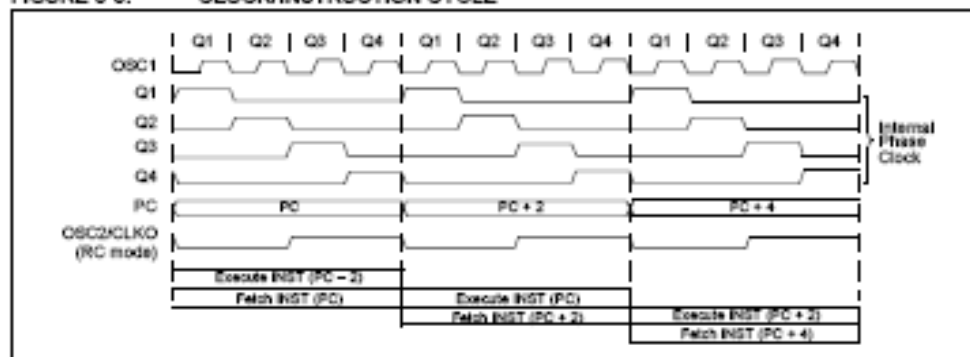 CLOCK/INSTRUCTION CYCLE
Q1 Q2 Q3 Q4 Q1 Q2 Q3 Q4 Q1 Q2 Q3 Q4
OSC1
Q1
Q2
Q3
Q4
Internal
Phase
Clock
PC PC PC + 2 PC + 4
OSC2/CLKO
(RC mode)
Execute INST (PC – 2)
Fetch INST (PC) Execute INST (PC)
Fetch INST (PC + 2) Execute INST (PC + 2)
Fetch INST (PC + 4)